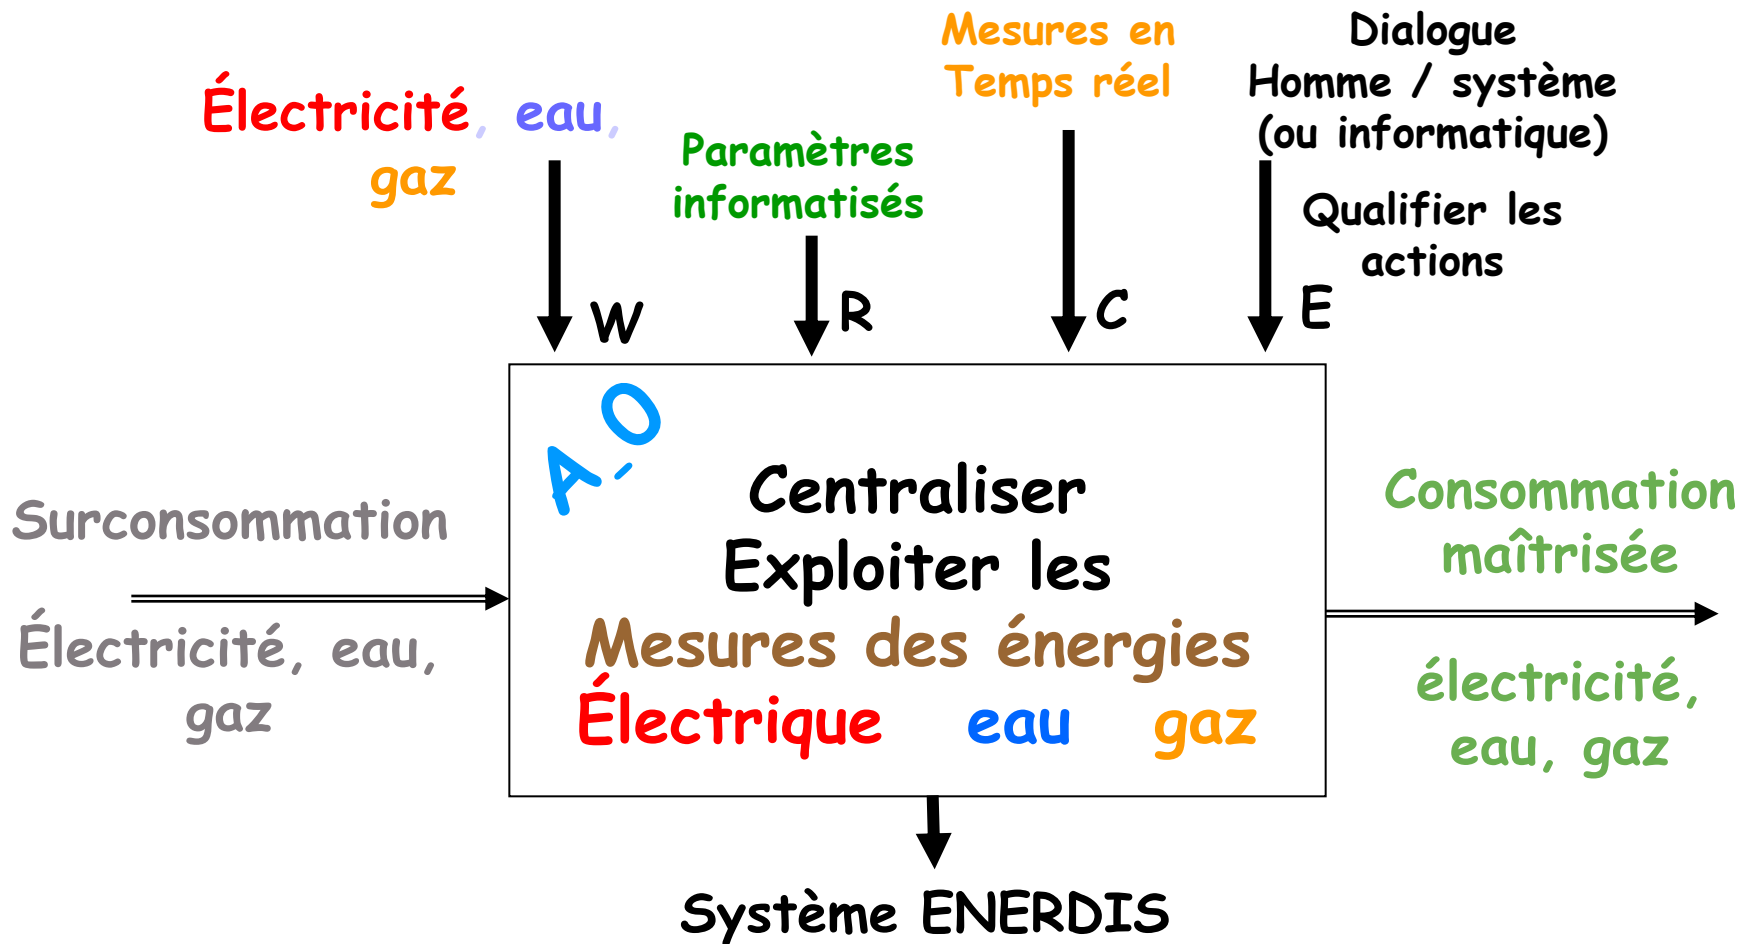 Mesures en
Temps réel
Dialogue
Homme / système
(ou informatique)
Électricité, eau,
gaz
Paramètres
informatisés
Qualifier les
actions
W
R
C
E
A_0
Centraliser
Exploiter les
Mesures des énergies
Électrique eau gaz
Surconsommation
Électricité, eau,
gaz
Consommation
maîtrisée
électricité,
eau, gaz
Système ENERDIS